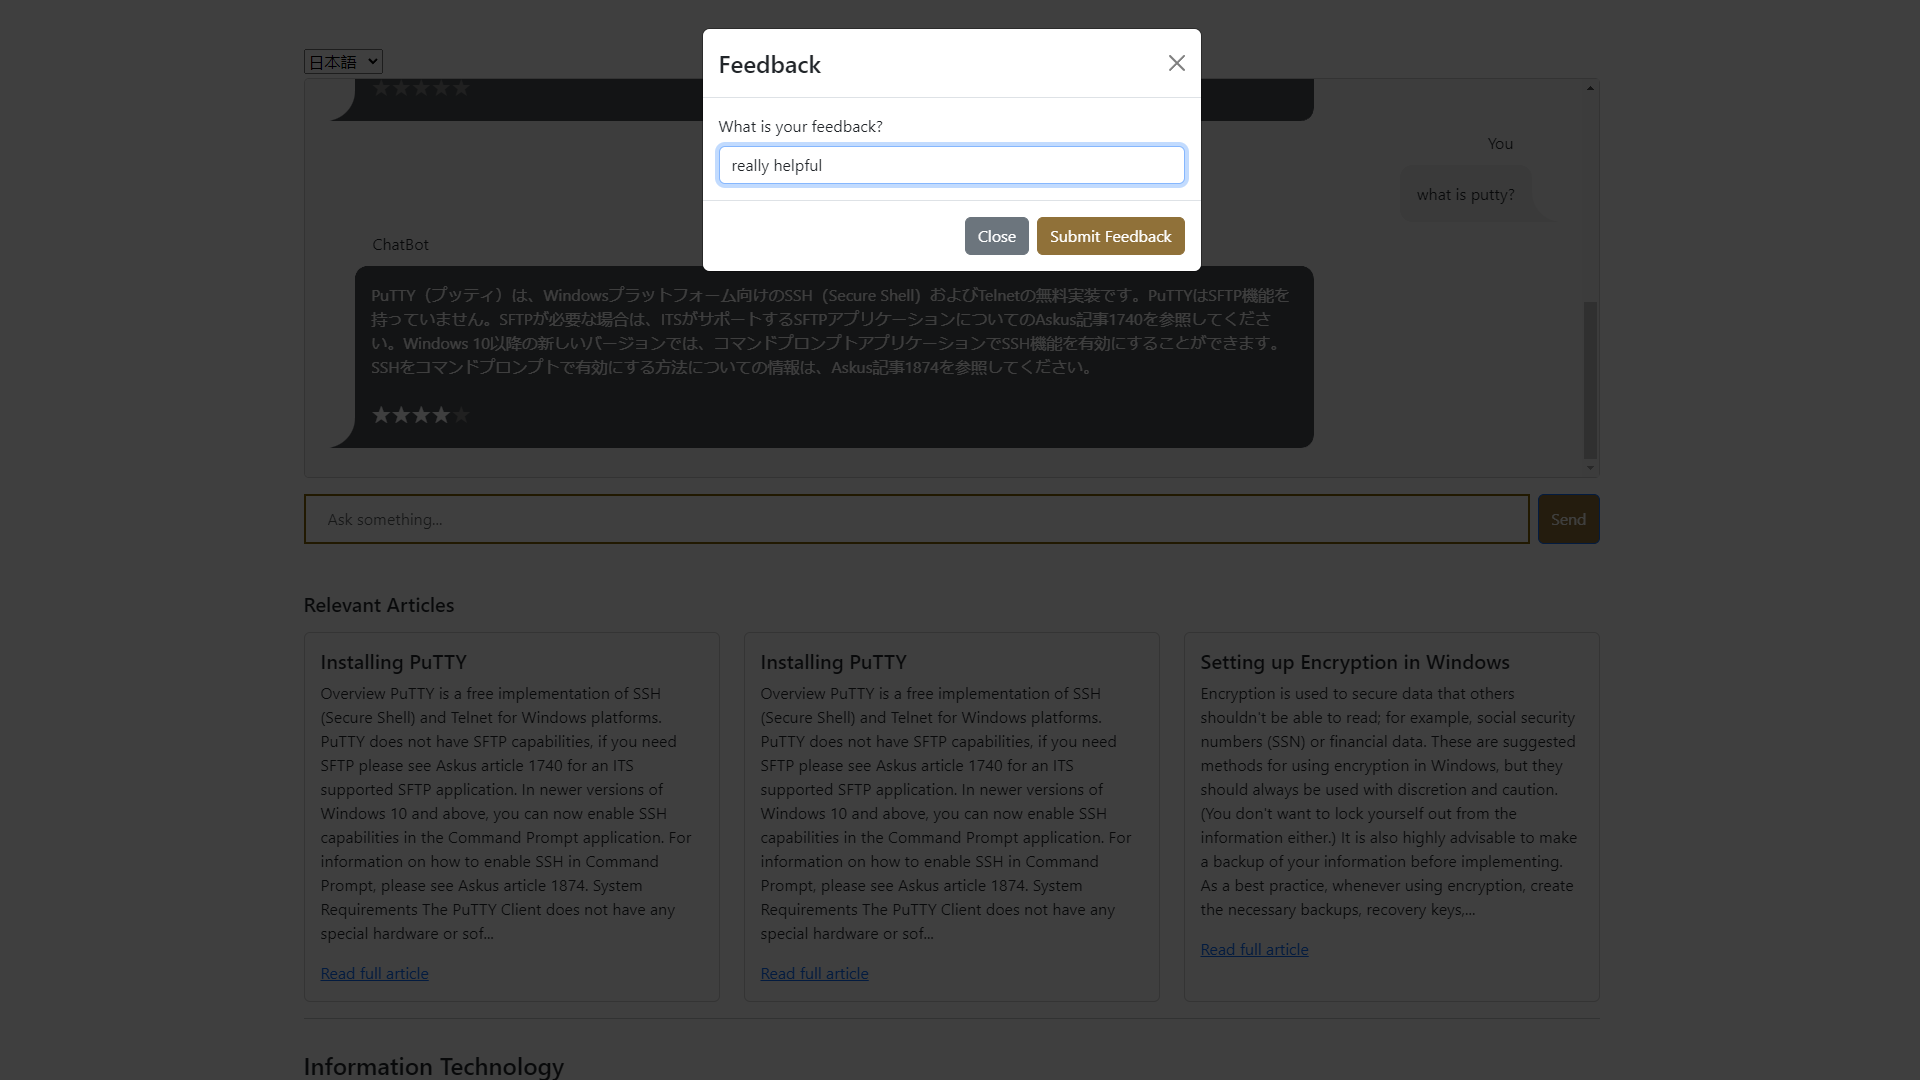 Feedback
What is your feedback?
really helpful
Close
Submit Feedback
日本語
★★★★★
You
what is putty?
ChatBot
PuTTY（プッティ）は、Windowsプラットフォーム向けのSSH（Secure Shell）およびTelnetの無料実装です。PuTTYはSFTP機能を
持っていません。SFTPが必要な場合は、ITSがサポートするSFTPアプリケーションについてのAskus記事1740を参照してくださ
い。Windows 10以降の新しいバージョンでは、コマンドプロンプトアプリケーションでSSH機能を有効にすることができます。
SSHをコマンドプロンプトで有効にする方法についての情報は、Askus記事1874を参照してください。
★★★★★
Ask something...
Send
Relevant Articles
Installing PuTTY
Overview PuTTY is a free implementation of SSH
(Secure Shell) and Telnet for Windows platforms.
PuTTY does not have SFTP capabilities, if you need
SFTP please see Askus article 1740 for an ITS
supported SFTP application. In newer versions of
Windows 10 and above, you can now enable SSH
capabilities in the Command Prompt application. For
information on how to enable SSH in Command
Prompt, please see Askus article 1874. System
Requirements The PuTTY Client does not have any
special hardware or sof...
Read full article
Installing PuTTY
Overview PuTTY is a free implementation of SSH
(Secure Shell) and Telnet for Windows platforms.
PuTTY does not have SFTP capabilities, if you need
SFTP please see Askus article 1740 for an ITS
supported SFTP application. In newer versions of
Windows 10 and above, you can now enable SSH
capabilities in the Command Prompt application. For
information on how to enable SSH in Command
Prompt, please see Askus article 1874. System
Requirements The PuTTY Client does not have any
special hardware or sof...
Read full article
Setting up Encryption in Windows
Encryption is used to secure data that others
shouldn't be able to read; for example, social security
numbers (SSN) or financial data. These are suggested
methods for using encryption in Windows, but they
should always be used with discretion and caution.
(You don't want to lock yourself out from the
information either.) It is also highly advisable to make
a backup of your information before implementing.
As a best practice, whenever using encryption, create
the necessary backups, recovery keys,...
Read full article
Information Technology